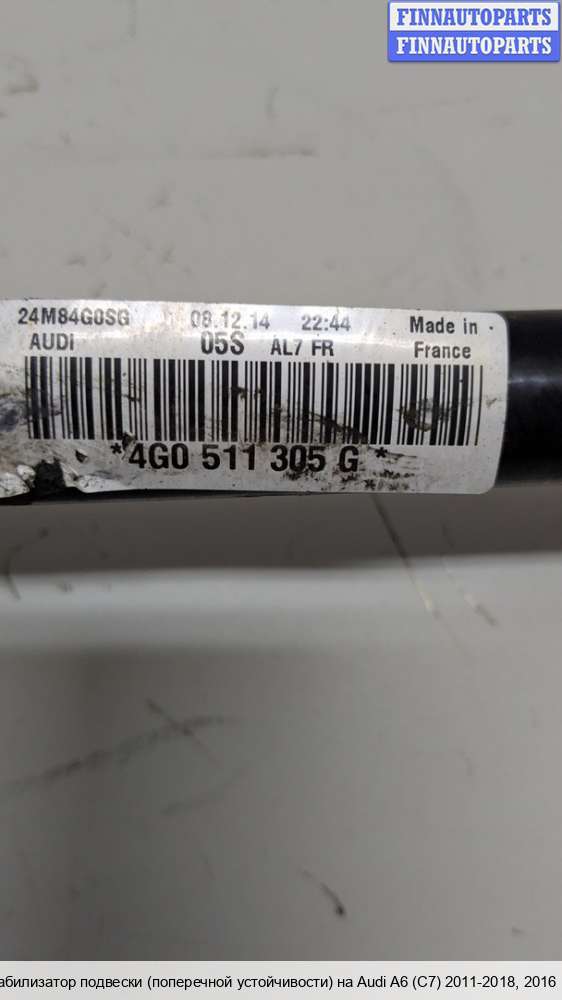 FINNAUTOPARTS
FINNAUTOPARTS
24M84G0SG 08.12.14 22:44 Made in
AUDI 05S AL7 FR France
*4G0 511 305 G *
абилизатор подвески (поперечной устойчивости) на Audi A6 (C7) 2011-2018, 2016